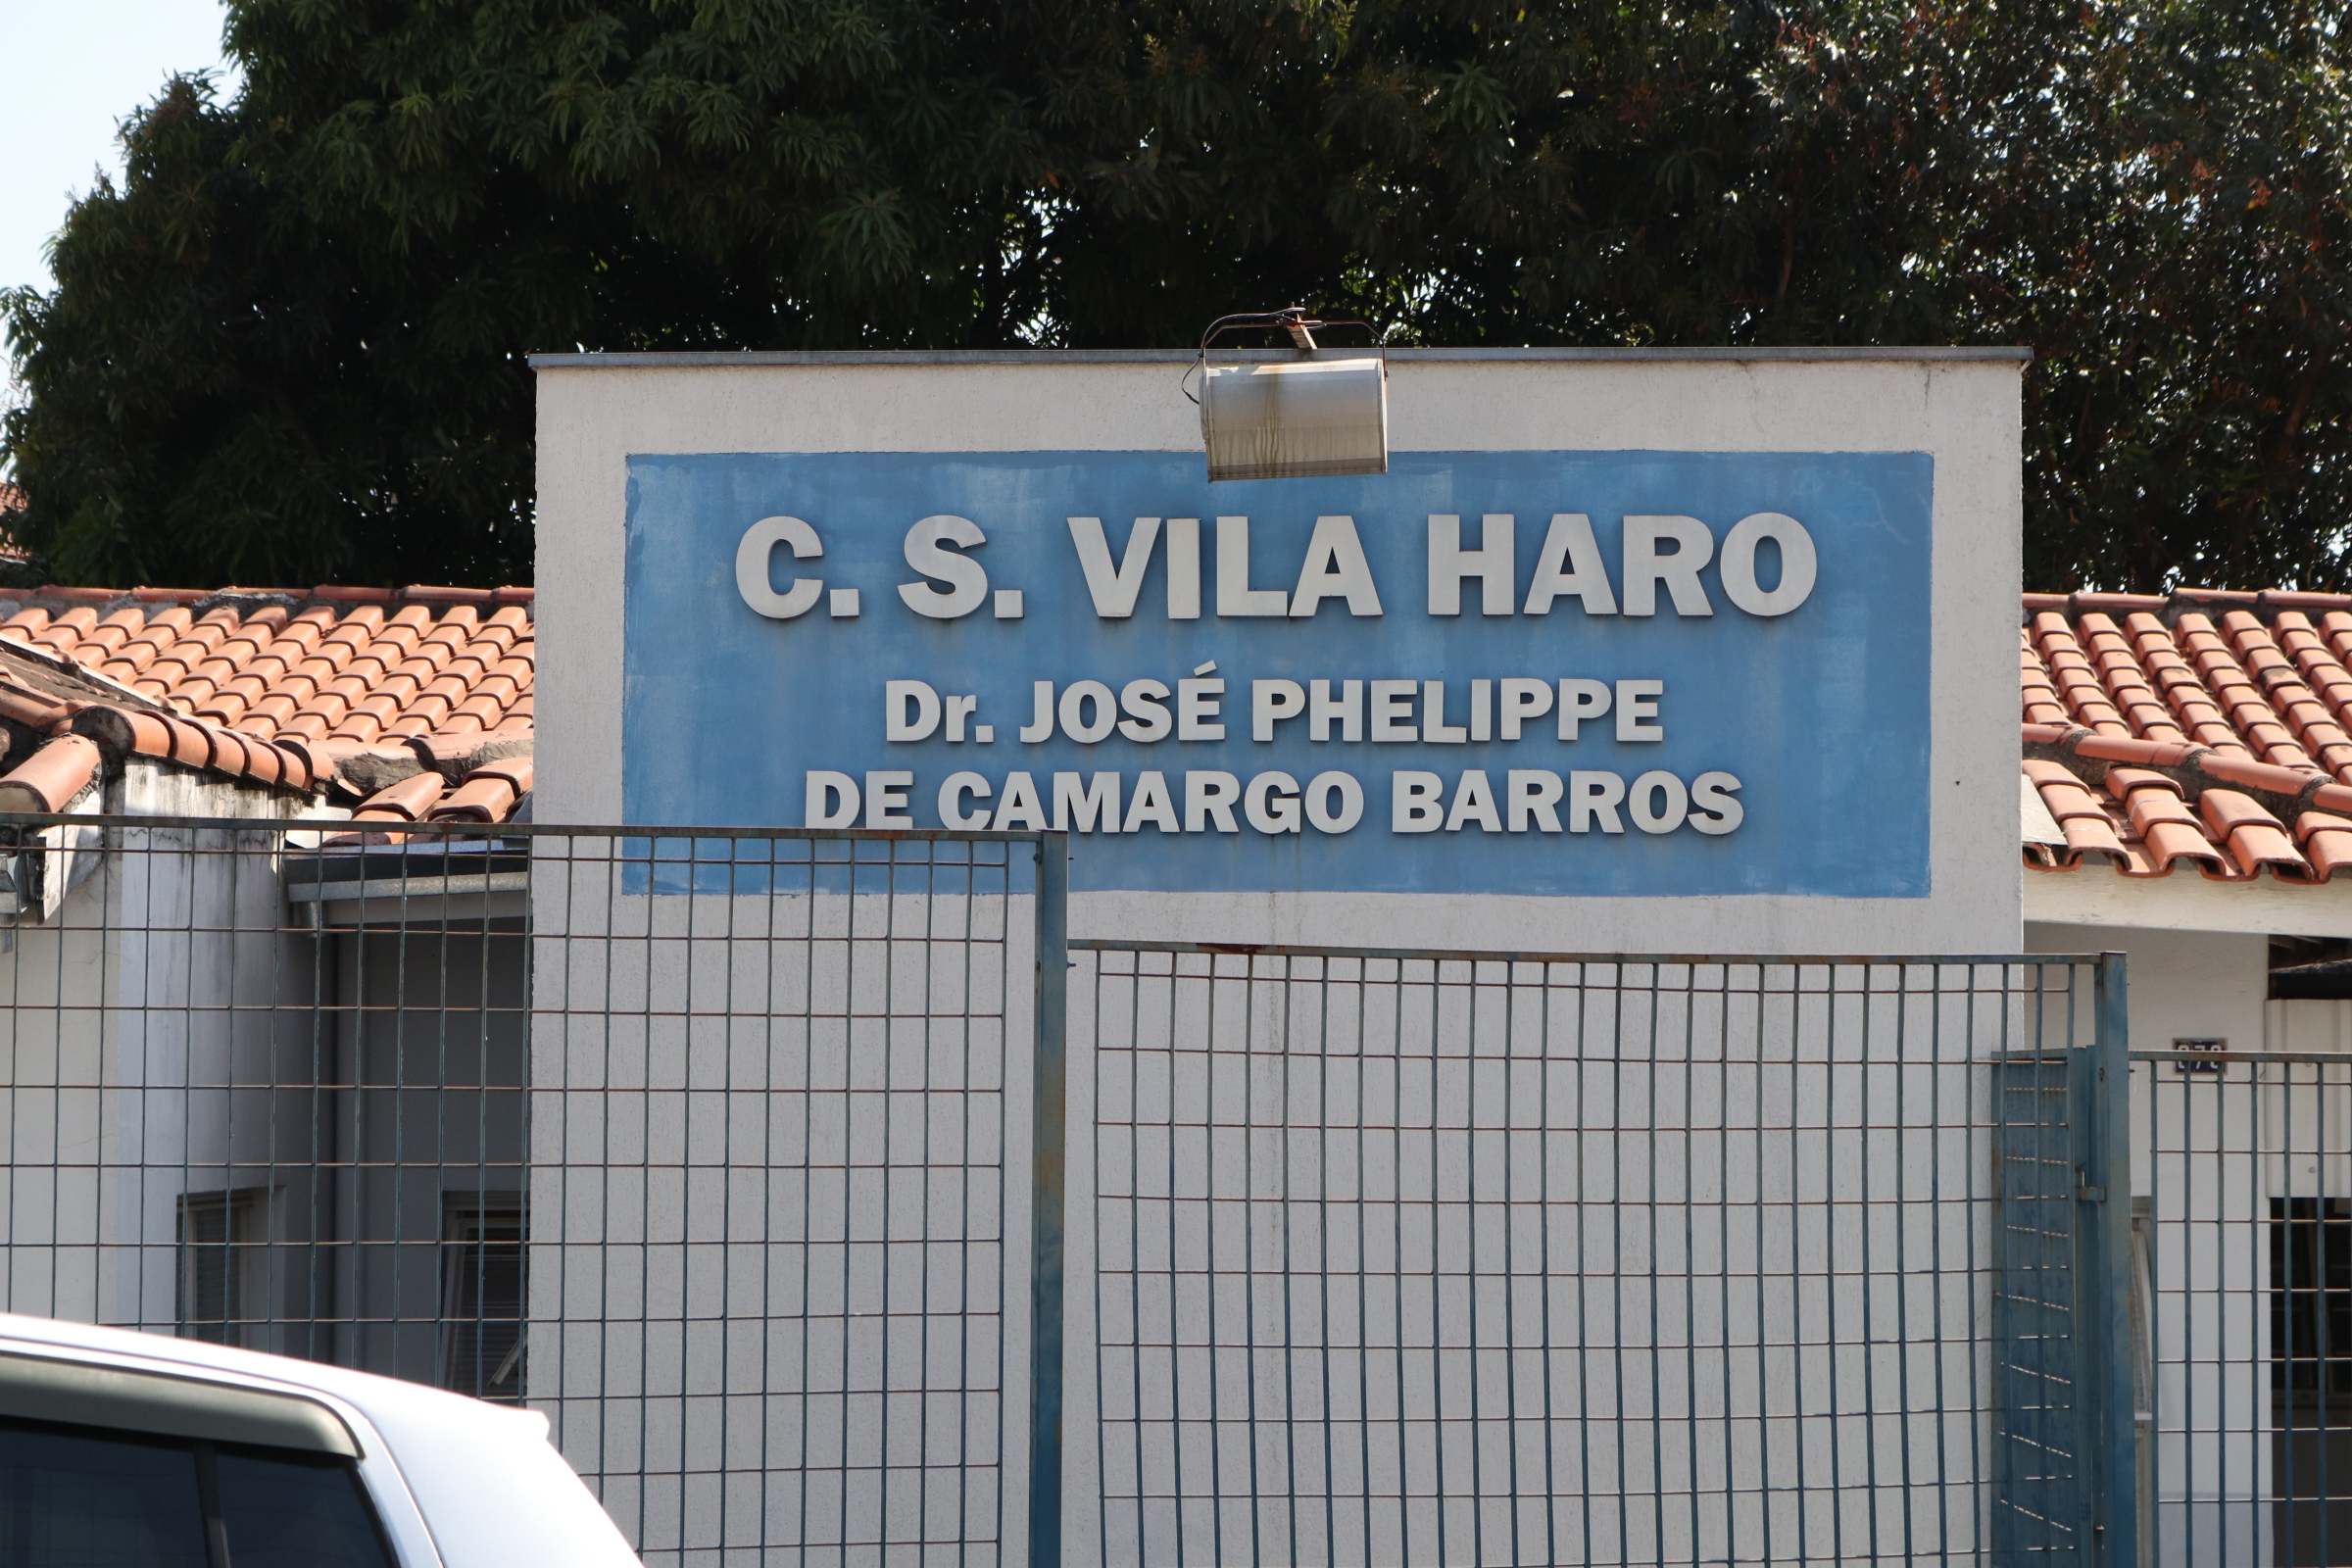 C. S. VILA HARO
Dr. JOSÉ PHELIPPE
DE CAMARGO BARROS